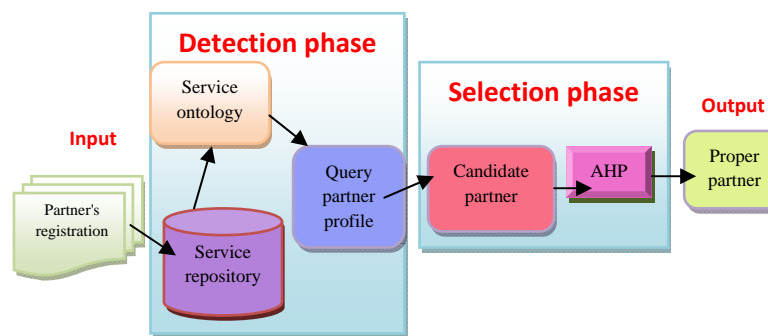 Detection phase
Service
ontology
Selection phase
Output
Input
Query
partner
profile
Candidate
partner
AHP
Proper
partner
Partner's
registration
Service
repository